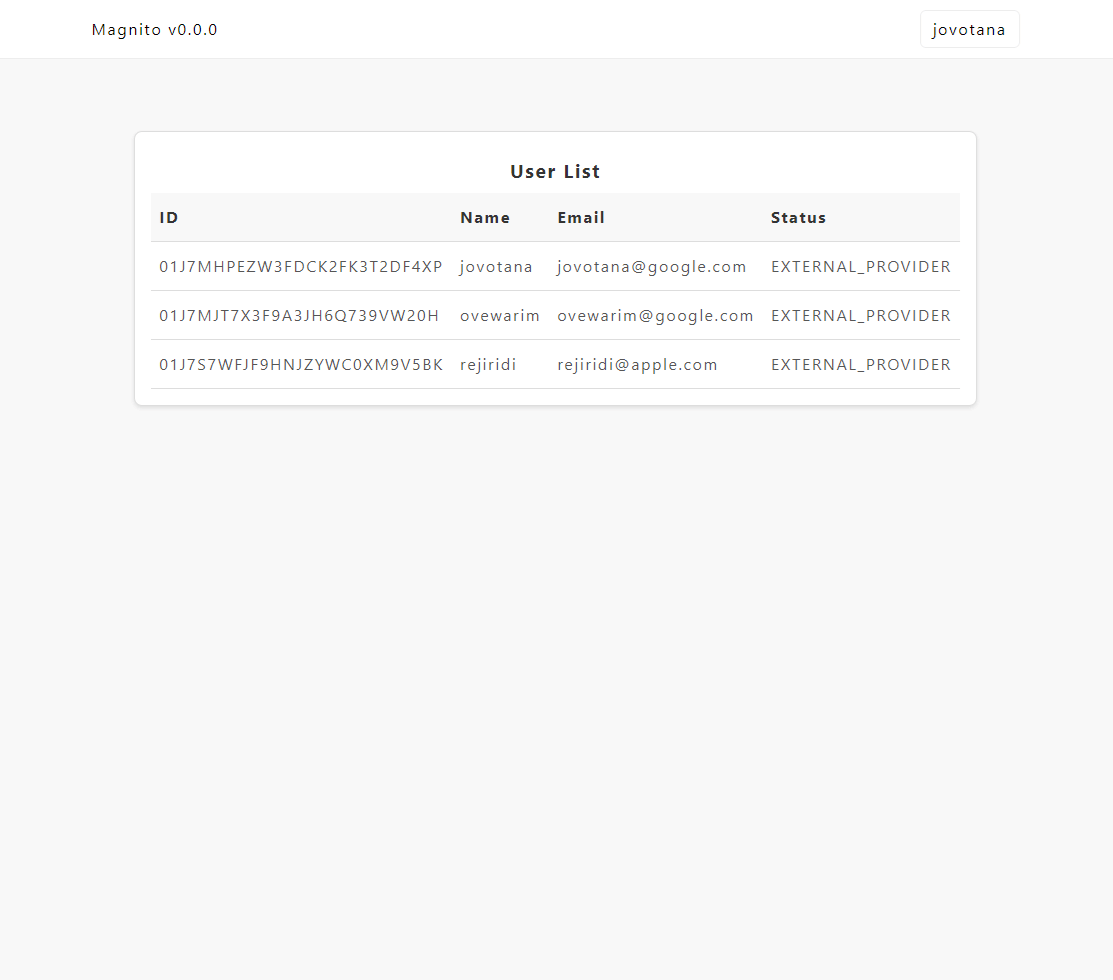 Magnito v0.0.0 jovotana
User List
ID Name Email Status
01J7MHPEZW3FDCK2FK3T2DF4XP jovotana jovotana@google.com EXTERNAL_PROVIDER
01J7MJT7X3F9A3JH6Q739VW20H ovewarim ovewarim@google.com EXTERNAL_PROVIDER
01J7S7WFJF9HNJZYWC0XM9V5BK rejiridi rejiridi@apple.com EXTERNAL_PROVIDER